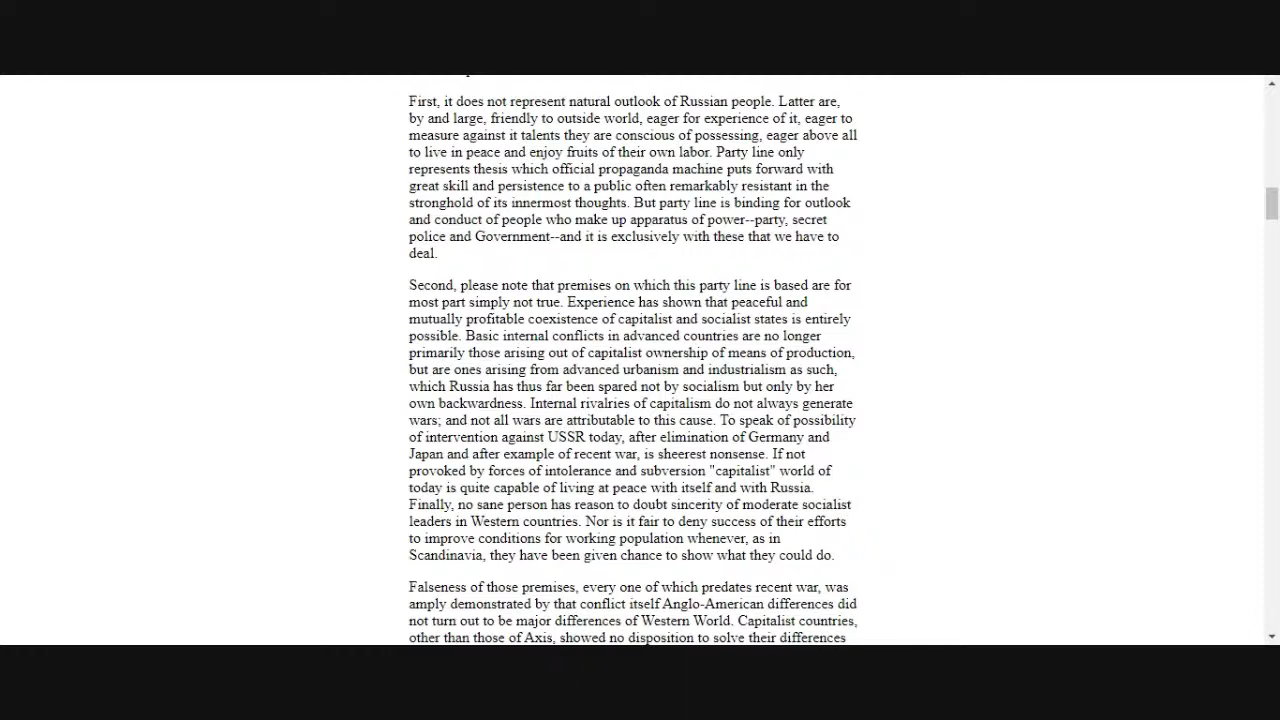 First, it does not represent natural outlook of Russian people. Latter are,
by and large, friendly to outside world, eager for experience of it, eager to
measure against it talents they are conscious of possessing, eager above all
to live in peace and enjoy fruits of their own labor. Party line only
represents thesis which official propaganda machine puts forward with
great skill and persistence to a public often remarkably resistant in the
stronghold of its innermost thoughts. But party line is binding for outlook
and conduct of people who make up apparatus of power--party, secret
police and Government--and it is exclusively with these that we have to
deal.
Second, please note that premises on which this party line is based are for
most part simply not true. Experience has shown that peaceful and
mutually profitable coexistence of capitalist and socialist states is entirely
possible. Basic internal conflicts in advanced countries are no longer
primarily those arising out of capitalist ownership of means of production,
but are ones arising from advanced urbanism and industrialism as such,
which Russia has thus far been spared not by socialism but only by her
own backwardness. Internal rivalries of capitalism do not always generate
wars; and not all wars are attributable to this cause. To speak of possibility
of intervention against USSR today, after elimination of Germany and
Japan and after example of recent war, is sheerest nonsense. If not
provoked by forces of intolerance and subversion "capitalist" world of
today is quite capable of living at peace with itself and with Russia.
Finally, no sane person has reason to doubt sincerity of moderate socialist
leaders in Western countries. Nor is it fair to deny success of their efforts
to improve conditions for working population whenever, as in
Scandinavia, they have been given chance to show what they could do.
Falseness of those premises, every one of which predates recent war, was
amply demonstrated by that conflict itself Anglo-American differences did
not turn out to be major differences of Western World. Capitalist countries,
other than those of Axis, showed no disposition to solve their differences